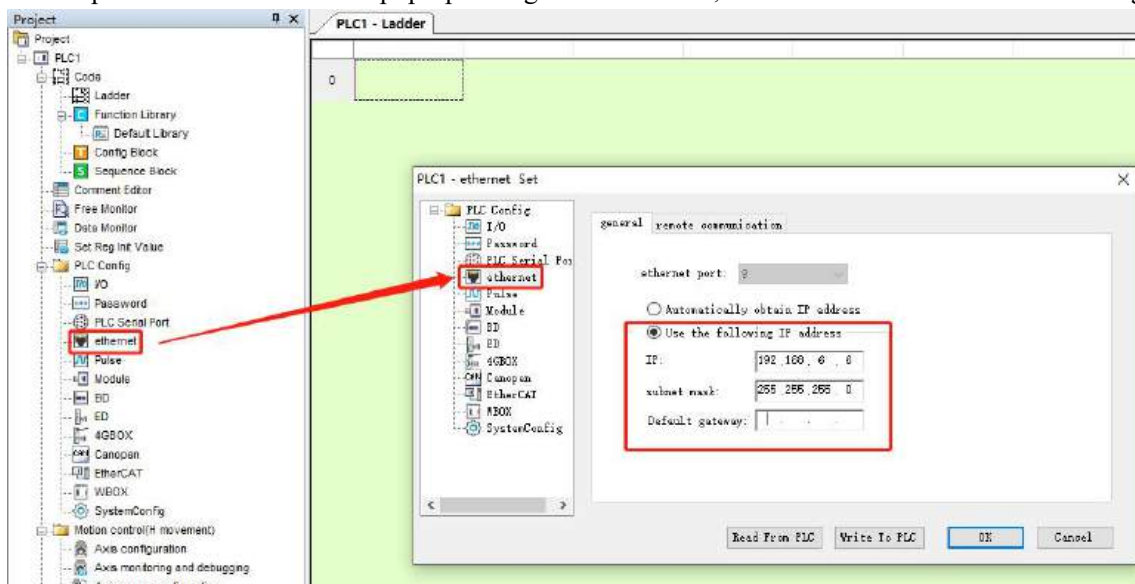 Project
PLC1 - Ladder
Project
PLC1
Code
Ladder
Function Library
Default Library
Config Block
Sequence Block
Comment Editor
Free Monitor
Data Monitor
Set Reg Init Value
PLC Config
I/O
Password
PLC Serial Port
ethernet
Pulse
Module
BD
ED
4GBOX
Canopen
EtherCAT
WBOX
SystemConfig
Motion control(H movement)
Axis configuration
Axis monitoring and debugging
0
PLC1 - ethernet Set
PLC Config
I/O
Password
PLC Serial Por
ethernet
Pulse
Module
BD
ED
4GBOX
Canopen
EtherCAT
WBOX
SystemConfig
general remote communication
ethernet port: 9
Automatically obtain IP address
Use the following IP address
IP: 192 .168 . 6 . 6
subnet mask: 255 .255 .255 . 0
Default gateway: . . .
Read From PLC Write To PLC OK Cancel